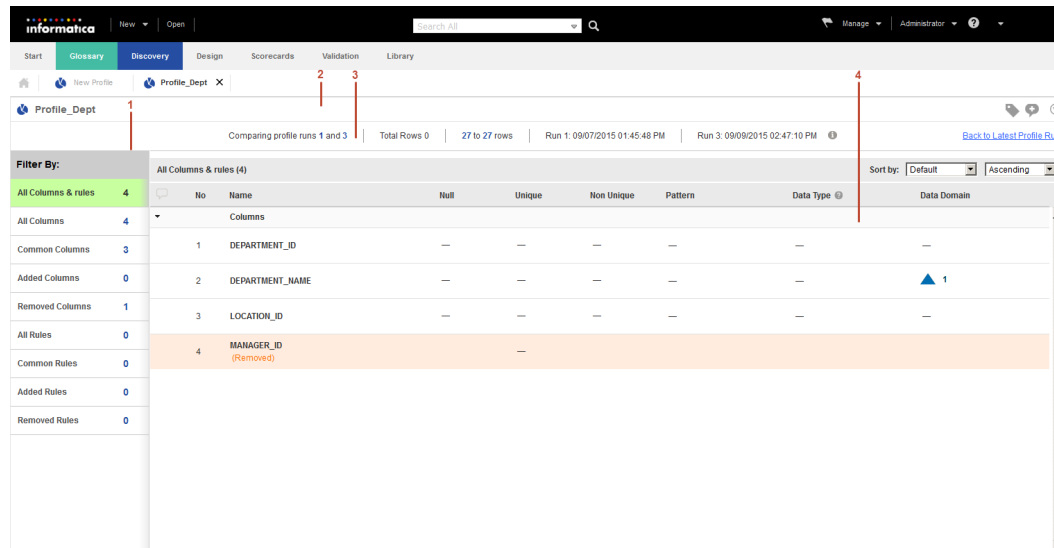 informatica New Open Search All Manage Administrator ?
Start Glossary Discovery Design Scorecards Validation Library
New Profile Profile_Dept X
1 2 3 4
Profile_Dept
Comparing profile runs 1 and 3 Total Rows 0 27 to 27 rows Run 1: 09/07/2015 01:45:48 PM Run 3: 09/09/2015 02:47:10 PM Back to Latest Profile Ru
Filter By:
All Columns & rules 4
All Columns 4
Common Columns 3
Added Columns 0
Removed Columns 1
All Rules 0
Common Rules 0
Added Rules 0
Removed Rules 0
All Columns & rules (4) Sort by: Default Ascending
No Name Null Unique Non Unique Pattern Data Type ? Data Domain
Columns
1 DEPARTMENT_ID — — — — — —
2 DEPARTMENT_NAME — — — — — 1
3 LOCATION_ID — — — — — —
4 MANAGER_ID —
(Removed)